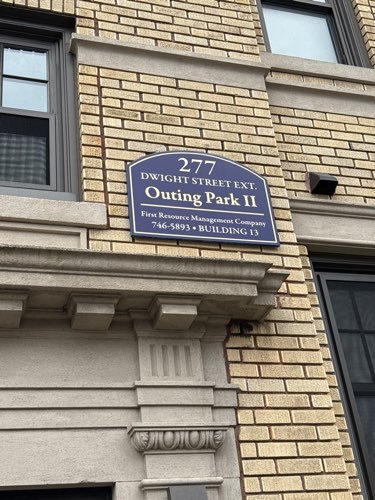 277
DWIGHT STREET EXT.
Outing Park II
First Resource Management Company
746-5893 • BUILDING 13